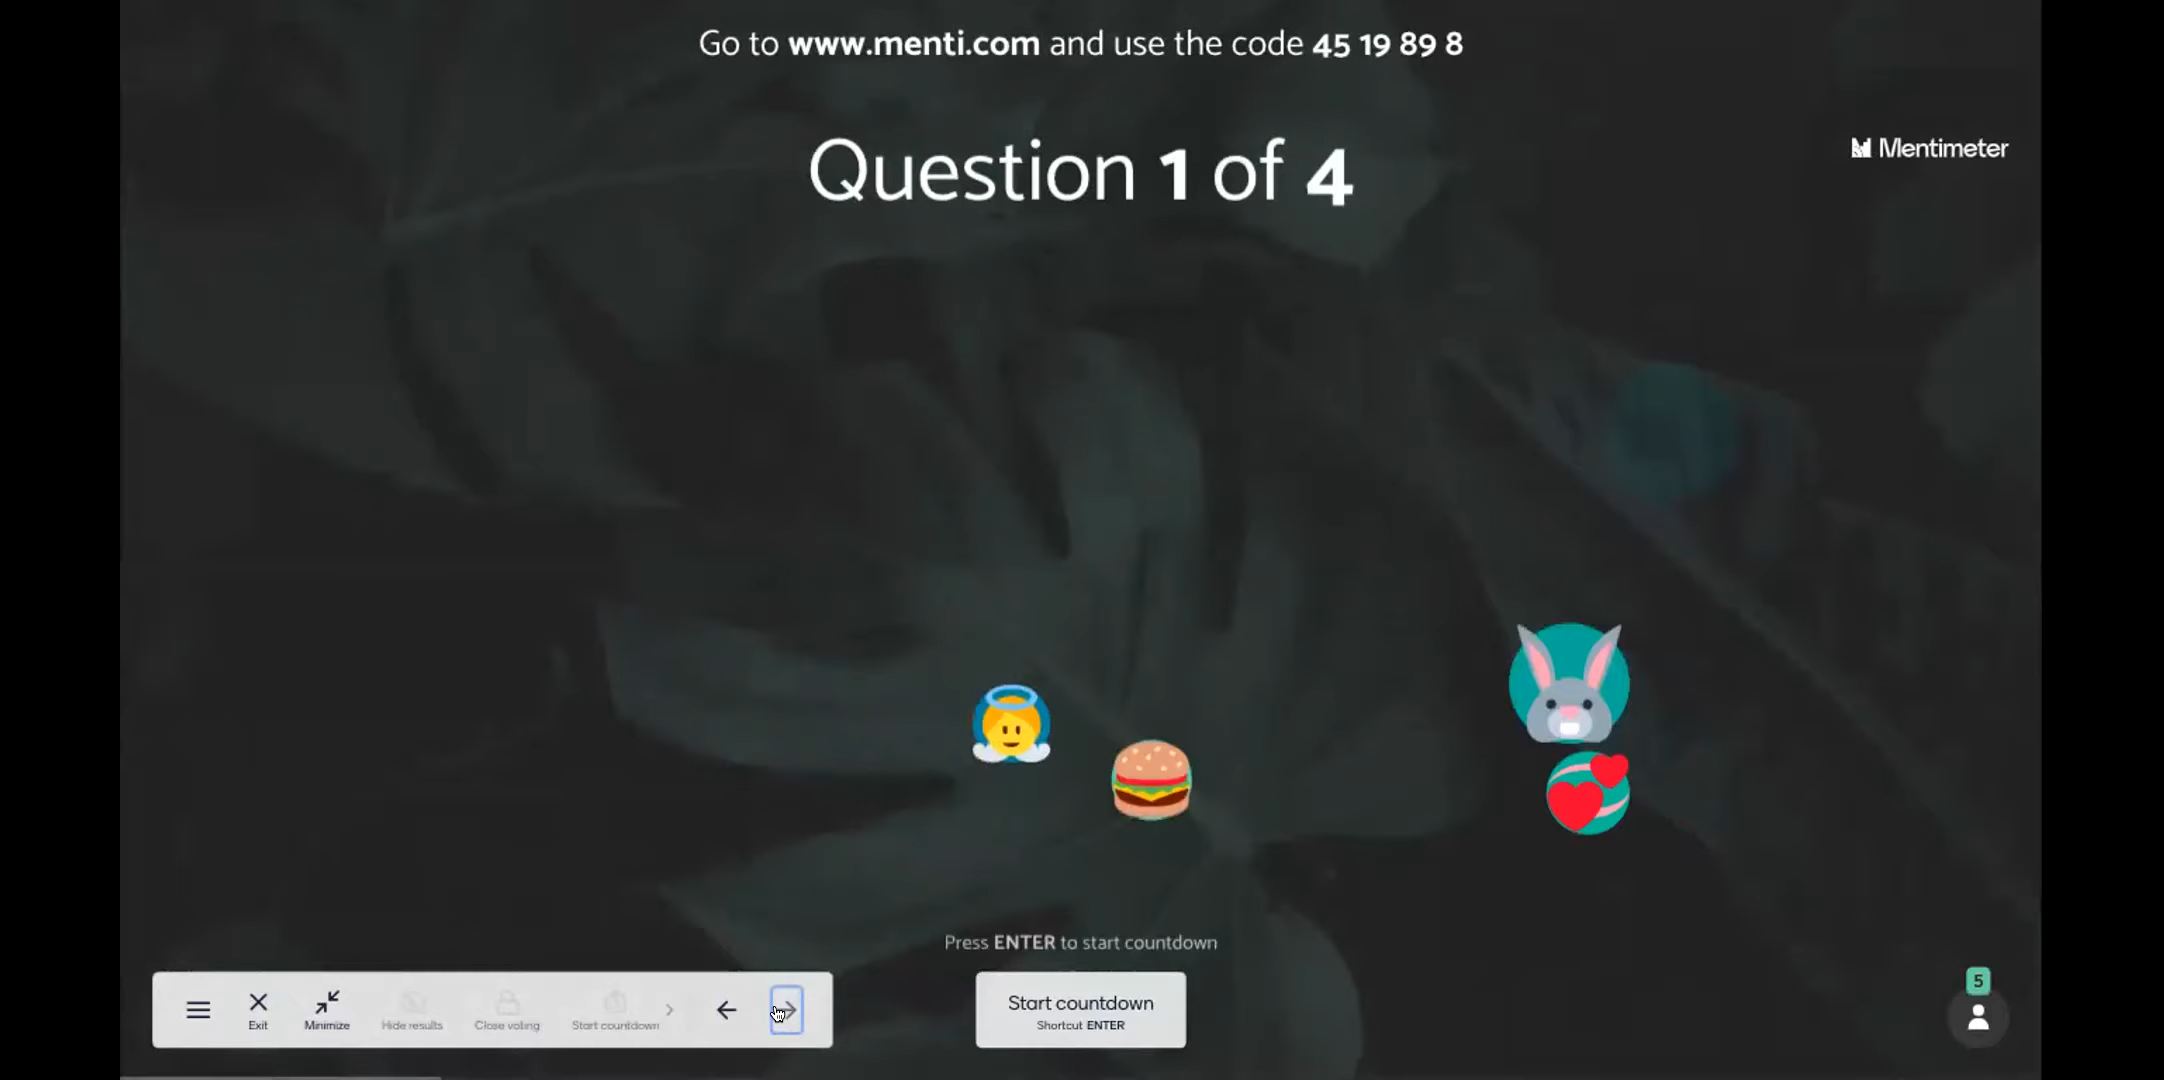 Go to www.menti.com and use the code 45 19 89 8
Question 1 of 4
Mentimeter
Press ENTER to start countdown
Exit
Minimize
Hide results
Close voting
Start countdown
Start countdown
Shortcut ENTER
5